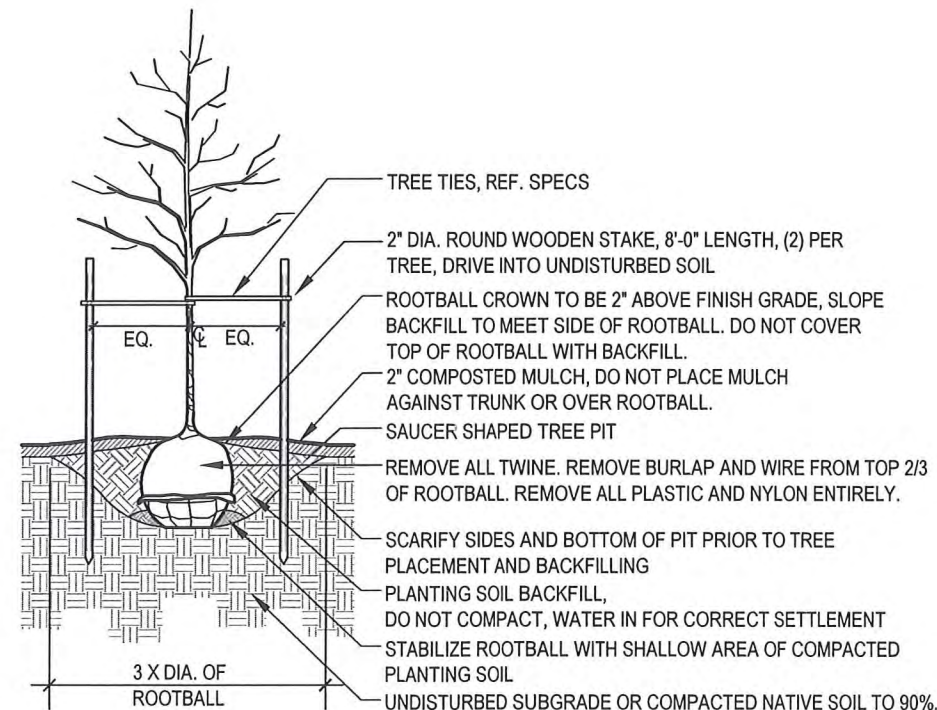 TREE TIES, REF. SPECS
2" DIA. ROUND WOODEN STAKE, 8'-0" LENGTH, (2) PER
TREE, DRIVE INTO UNDISTURBED SOIL
ROOTBALL CROWN TO BE 2" ABOVE FINISH GRADE, SLOPE
BACKFILL TO MEET SIDE OF ROOTBALL. DO NOT COVER
TOP OF ROOTBALL WITH BACKFILL.
EQ. ℄ EQ.
2" COMPOSTED MULCH, DO NOT PLACE MULCH
AGAINST TRUNK OR OVER ROOTBALL.
SAUCER SHAPED TREE PIT
REMOVE ALL TWINE. REMOVE BURLAP AND WIRE FROM TOP 2/3
OF ROOTBALL. REMOVE ALL PLASTIC AND NYLON ENTIRELY.
SCARIFY SIDES AND BOTTOM OF PIT PRIOR TO TREE
PLACEMENT AND BACKFILLING
PLANTING SOIL BACKFILL,
DO NOT COMPACT, WATER IN FOR CORRECT SETTLEMENT
STABILIZE ROOTBALL WITH SHALLOW AREA OF COMPACTED
PLANTING SOIL
3 X DIA. OF
ROOTBALL
UNDISTURBED SUBGRADE OR COMPACTED NATIVE SOIL TO 90%.